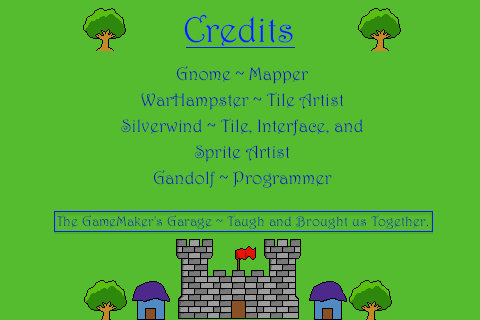 Credits
Gnome ~ Mapper
WarHampster ~ Tile Artist
Silverwind ~ Tile, Interface, and
Sprite Artist
Gandolf ~ Programmer
The GameMaker's Garage ~ Taugh and Brought us Together.